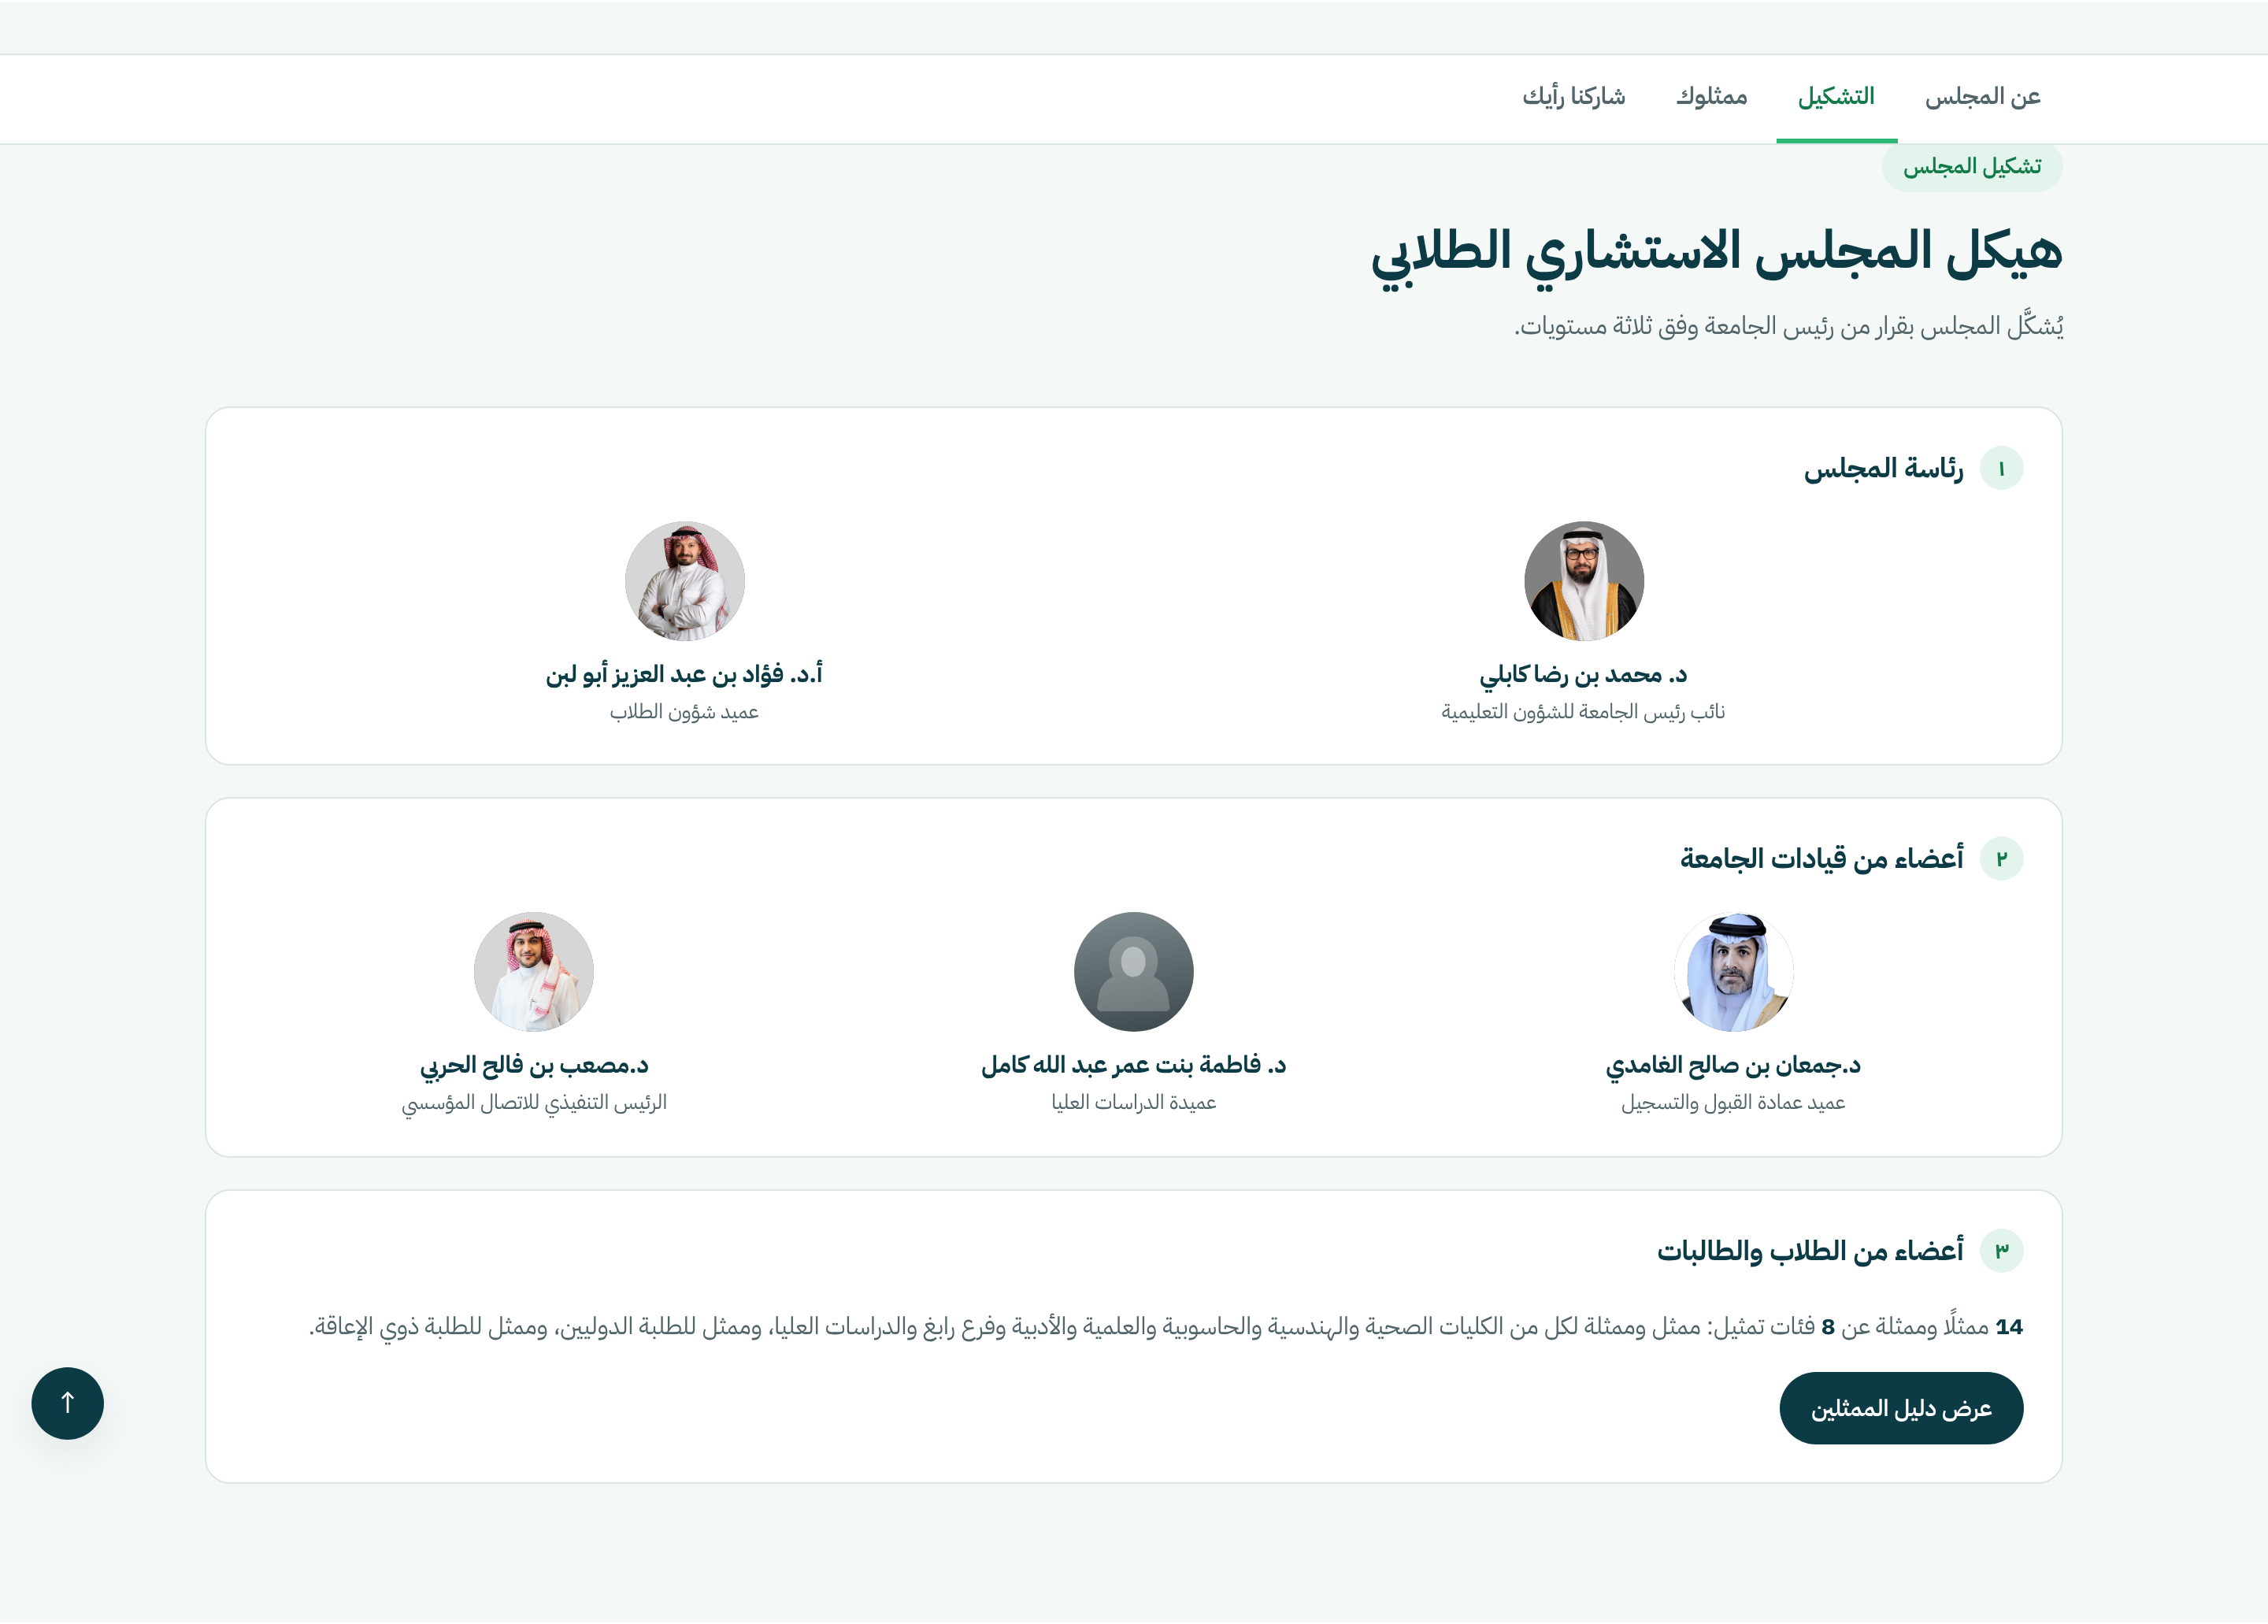 عن المجلس
التشكيل
ممثلوك
شاركنا رأيك
تشكيل المجلس
هيكل المجلس الاستشاري الطلابي
يُشكَّل المجلس بقرار من رئيس الجامعة وفق ثلاثة مستويات.
١ رئاسة المجلس
د. محمد بن رضا كابلي
نائب رئيس الجامعة للشؤون التعليمية
أ.د. فؤاد بن عبد العزيز أبو لبن
عميد شؤون الطلاب
٢ أعضاء من قيادات الجامعة
د.جمعان بن صالح الغامدي
عميد عمادة القبول والتسجيل
د. فاطمة بنت عمر عبد الله كامل
عميدة الدراسات العليا
د.مصعب بن فالح الحربي
الرئيس التنفيذي للاتصال المؤسسي
٣ أعضاء من الطلاب والطالبات
14 ممثلًا وممثلة عن 8 فئات تمثيل: ممثل وممثلة لكل من الكليات الصحية والهندسية والحاسوبية والعلمية والأدبية وفرع رابغ والدراسات العليا، وممثل للطلبة الدوليين، وممثل للطلبة ذوي الإعاقة.
عرض دليل الممثلين
↑